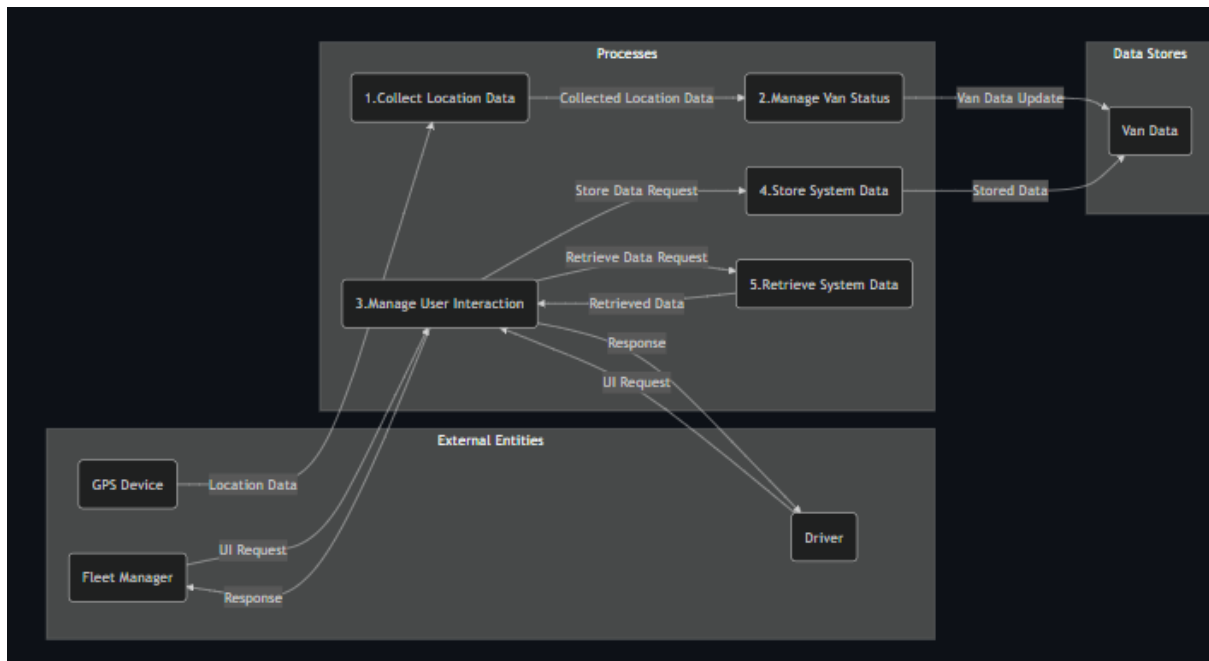 Processes
Data Stores
1.Collect Location Data
Collected Location Data
2.Manage Van Status
Van Data Update
Van Data
Store Data Request
4.Store System Data
Stored Data
Retrieve Data Request
5.Retrieve System Data
3.Manage User Interaction
Retrieved Data
Response
UI Request
External Entities
GPS Device
Location Data
Driver
UI Request
Fleet Manager
Response